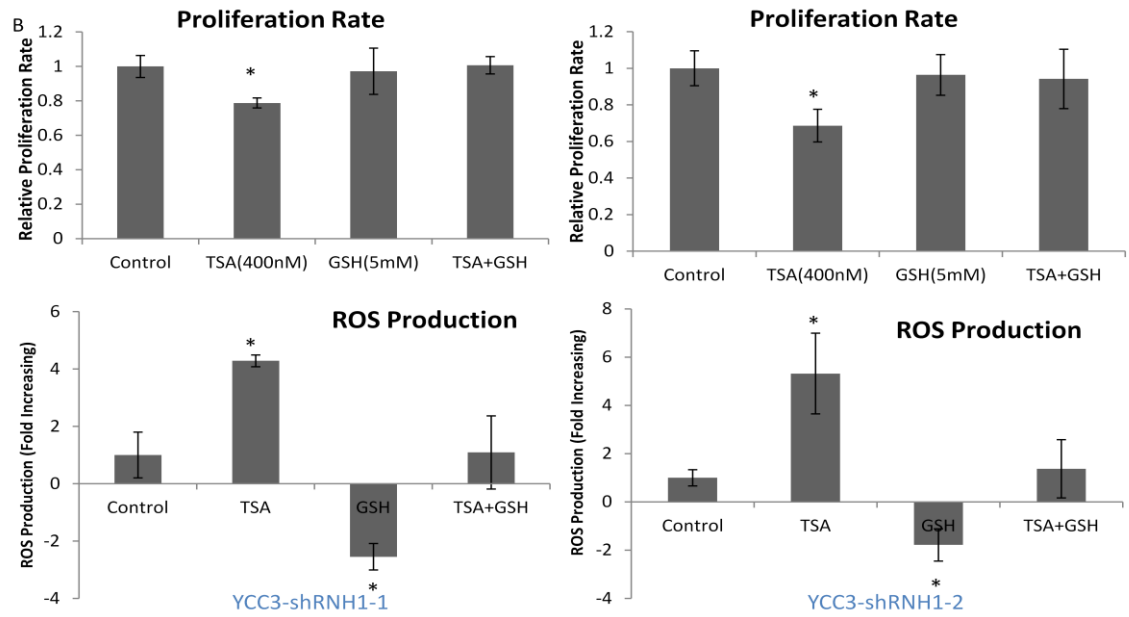 B
Proliferation Rate
Relative Proliferation Rate
1.2
1
0.8
0.6
0.4
0.2
0
*
Control TSA(400nM) GSH(5mM) TSA+GSH
Proliferation Rate
Relative Proliferation Rate
1.2
1
0.8
0.6
0.4
0.2
0
*
Control TSA(400nM) GSH(5mM) TSA+GSH
ROS Production
ROS Production (Fold Increasing)
6
4
2
0
-2
-4
*
Control TSA GSH TSA+GSH
*
YCC3-shRNH1-1
ROS Production
ROS Production (Fold Increasing)
8
6
4
2
0
-2
-4
*
Control TSA GSH TSA+GSH
*
YCC3-shRNH1-2